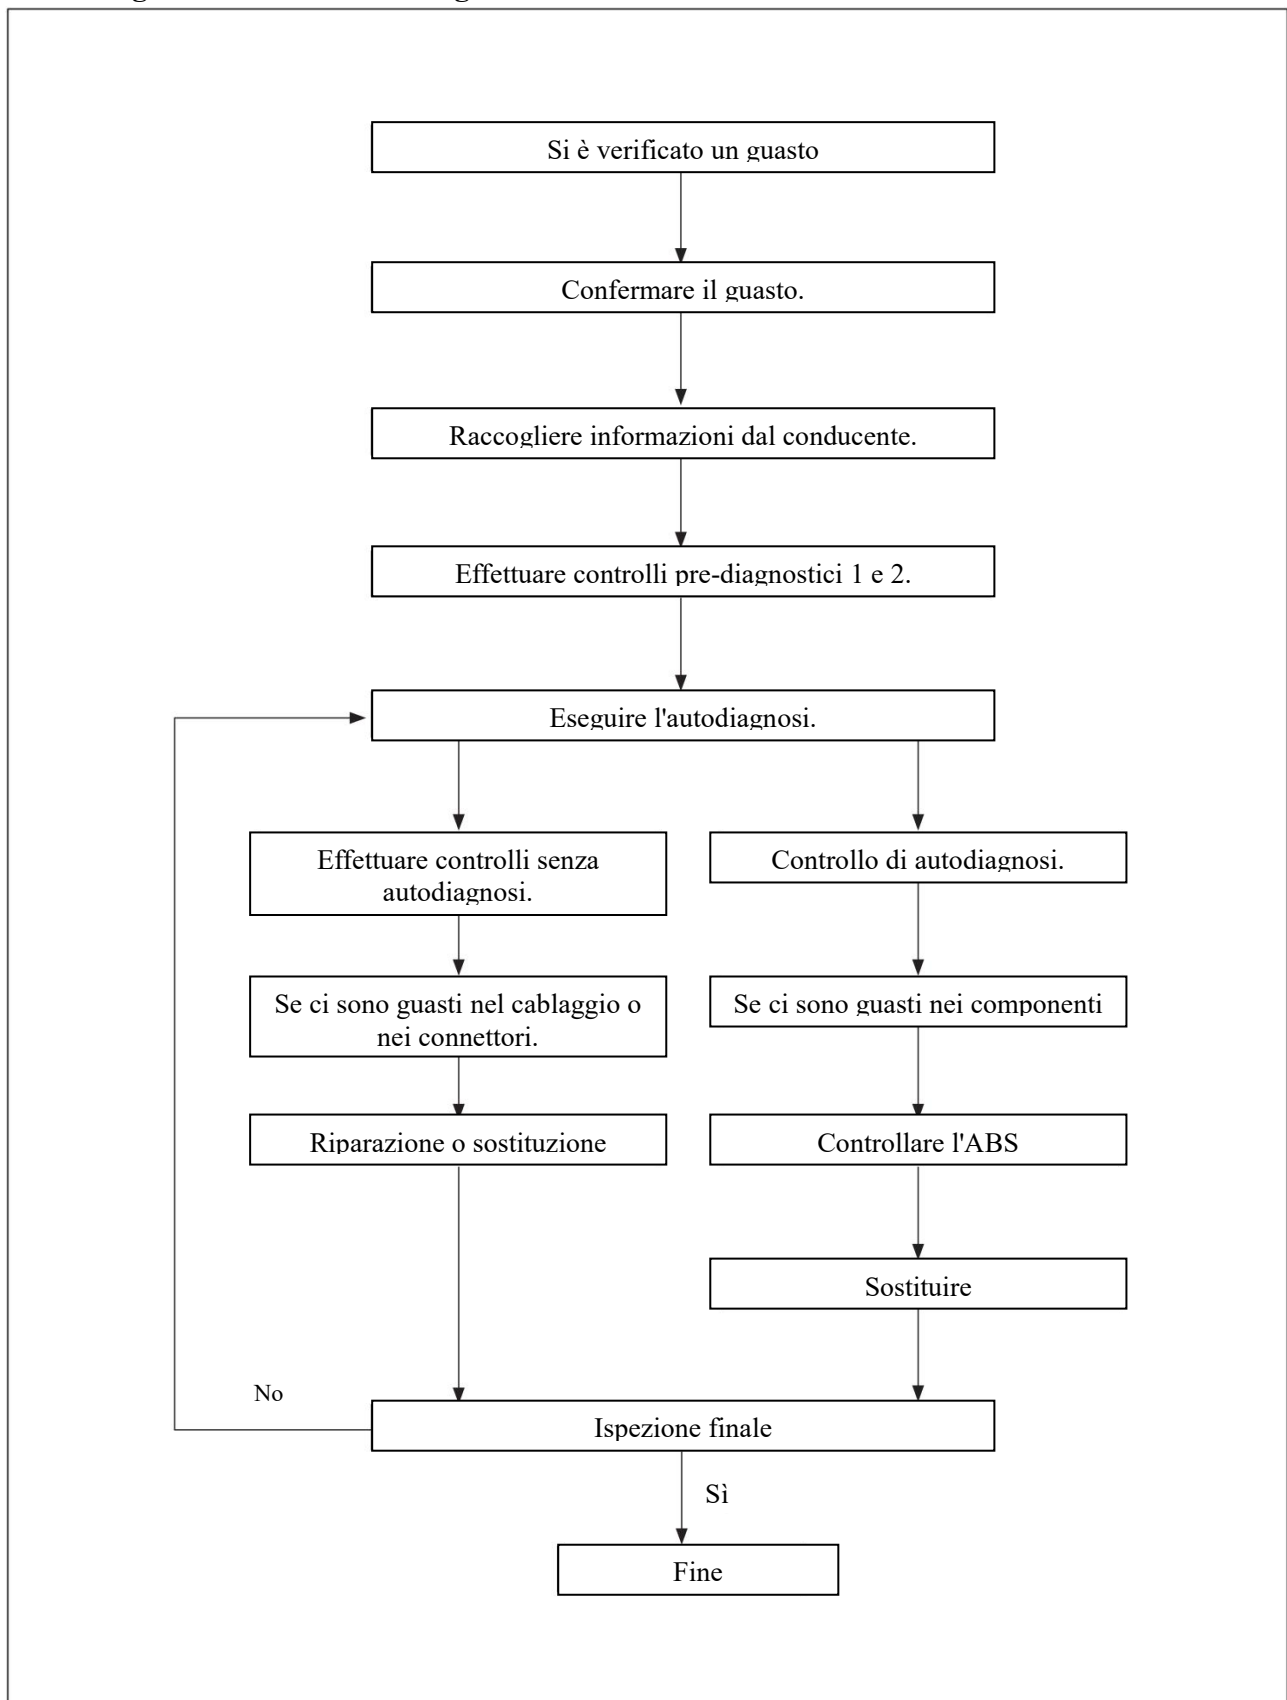 Si è verificato un guasto
Confermare il guasto.
Raccogliere informazioni dal conducente.
Effettuare controlli pre-diagnostici 1 e 2.
Eseguire l'autodiagnosi.
Effettuare controlli senza
autodiagnosi.
Controllo di autodiagnosi.
Se ci sono guasti nel cablaggio o
nei connettori.
Se ci sono guasti nei componenti
Riparazione o sostituzione
Controllare l'ABS
Sostituire
No
Ispezione finale
Sì
Fine